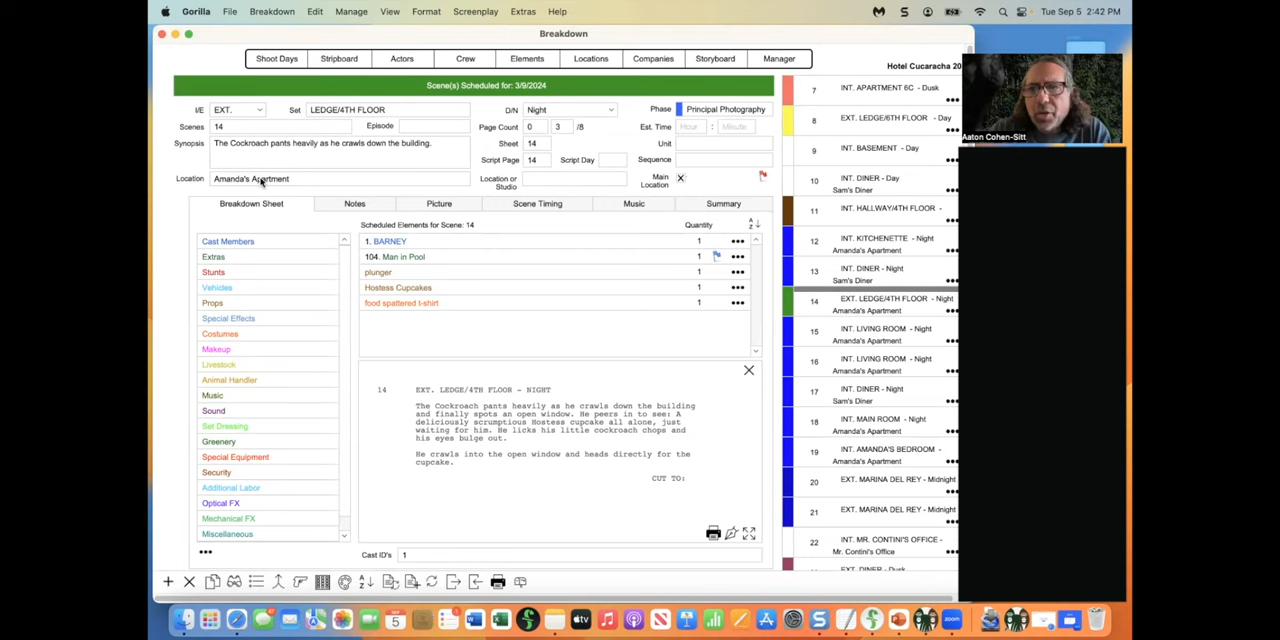 Gorilla File Breakdown Edit Manage View Format Screenplay Extras Help Tue Sep 5 2:42 PM
Breakdown
Shoot Days Stripboard Actors Crew Elements Locations Companies Storyboard Manager
Hotel Cucaracha 20
Scene(s) Scheduled for: 3/9/2024
I/E EXT. Set LEDGE/4TH FLOOR D/N Night Phase Principal Photography
Scenes 14 Episode Page Count 0 3 /8 Est. Time Hour : Minute
Synopsis The Cockroach pants heavily as he crawls down the building. Sheet 14 Unit
Script Page 14 Script Day Sequence
Location Amanda's Apartment Location or Studio Main Location X
Breakdown Sheet Notes Picture Scene Timing Music Summary
Scheduled Elements for Scene: 14 Quantity
Cast Members
Extras
Stunts
Vehicles
Props
Special Effects
Costumes
Makeup
Livestock
Animal Handler
Music
Sound
Set Dressing
Greenery
Special Equipment
Security
Additional Labor
Optical FX
Mechanical FX
Miscellaneous
1. BARNEY 1
104. Man in Pool 1
plunger 1
Hostess Cupcakes 1
food spattered t-shirt 1
14 EXT. LEDGE/4TH FLOOR - NIGHT
The Cockroach pants heavily as he crawls down the building
and finally spots an open window. He peers in to see: A
deliciously scrumptious Hostess cupcake all alone, just
waiting for him. He licks his little cockroach chops and
his eyes bulge out.
He crawls into the open window and heads directly for the
cupcake.
CUT TO:
Cast ID's 1
7 INT. APARTMENT 6C - Dusk
8 EXT. LEDGE/6TH FLOOR - Day
9 INT. BASEMENT - Day
10 INT. DINER - Day
Sam's Diner
11 INT. HALLWAY/4TH FLOOR -
12 INT. KITCHENETTE - Night
Amanda's Apartment
13 INT. DINER - Night
Sam's Diner
14 EXT. LEDGE/4TH FLOOR - Night
Amanda's Apartment
15 INT. LIVING ROOM - Night
Amanda's Apartment
16 INT. LIVING ROOM - Night
Amanda's Apartment
17 INT. DINER - Night
Sam's Diner
18 INT. MAIN ROOM - Night
Amanda's Apartment
19 INT. AMANDA'S BEDROOM -
Amanda's Apartment
20 EXT. MARINA DEL REY - Midnight
21 EXT. MARINA DEL REY - Midnight
22 INT. MR. CONTINI'S OFFICE -
Mr. Contini's Office
EXT. DINER - Dusk
Aaton Cohen-Sitt